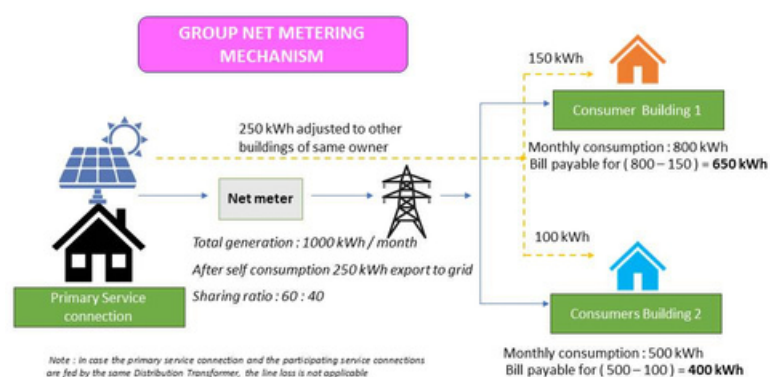 GROUP NET METERING
MECHANISM
150 kWh
Consumer Building 1
250 kWh adjusted to other
buildings of same owner
Monthly consumption : 800 kWh
Bill payable for ( 800 – 150 ) = 650 kWh
Net meter
Total generation : 1000 kWh / month
After self consumption 250 kWh export to grid
Sharing ratio : 60 : 40
100 kWh
Primary Service
connection
Consumers Building 2
Monthly consumption : 500 kWh
Bill payable for ( 500 – 100 ) = 400 kWh
Note : In case the primary service connection and the participating service connections
are fed by the same Distribution Transformer, the line loss is not applicable